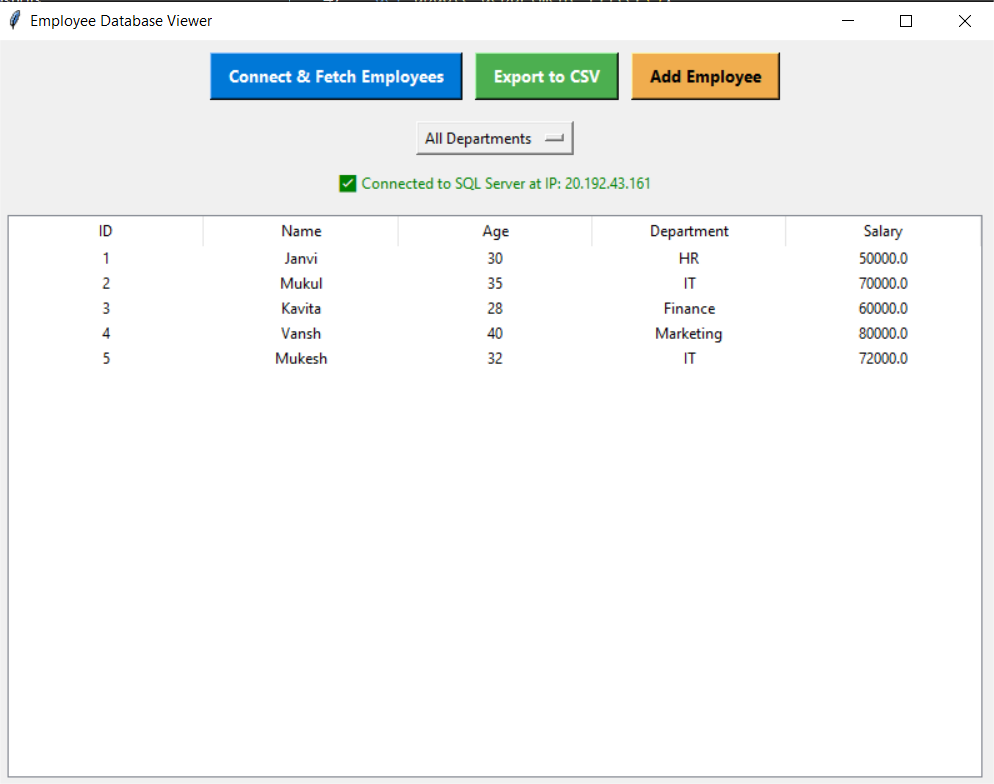 Employee Database Viewer
Connect & Fetch Employees Export to CSV Add Employee
All Departments
Connected to SQL Server at IP: 20.192.43.161
ID Name Age Department Salary
1 Janvi 30 HR 50000.0
2 Mukul 35 IT 70000.0
3 Kavita 28 Finance 60000.0
4 Vansh 40 Marketing 80000.0
5 Mukesh 32 IT 72000.0